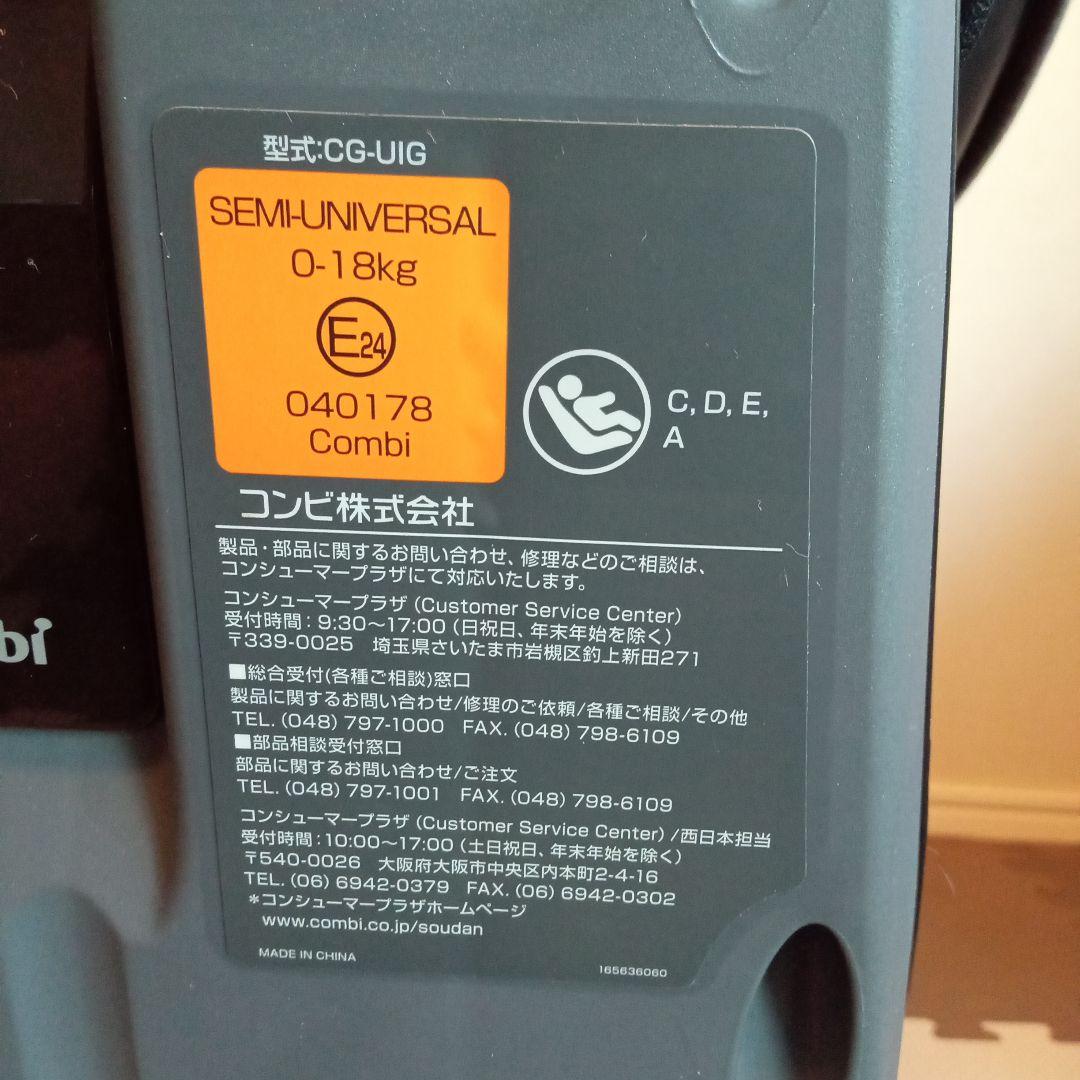 型式:CG-UIG
SEMI-UNIVERSAL
0-18kg
E24
040178
Combi
C, D, E,
A
コンビ株式会社
製品・部品に関するお問い合わせ、修理などのご相談は、
コンシューマープラザにて対応いたします。
コンシューマープラザ (Customer Service Center)
受付時間：9:30～17:00 (日祝日、年末年始を除く)
〒339-0025 埼玉県さいたま市岩槻区釣上新田271
■総合受付(各種ご相談)窓口
製品に関するお問い合わせ/修理のご依頼/各種ご相談/その他
TEL. (048) 797-1000 FAX. (048) 798-6109
■部品相談受付窓口
部品に関するお問い合わせ/ご注文
TEL. (048) 797-1001 FAX. (048) 798-6109
コンシューマープラザ (Customer Service Center) /西日本担当
受付時間：10:00～17:00 (土日祝日、年末年始を除く)
〒540-0026 大阪府大阪市中央区内本町2-4-16
TEL. (06) 6942-0379 FAX. (06) 6942-0302
*コンシューマープラザホームページ
www.combi.co.jp/soudan
MADE IN CHINA
165636060
bi